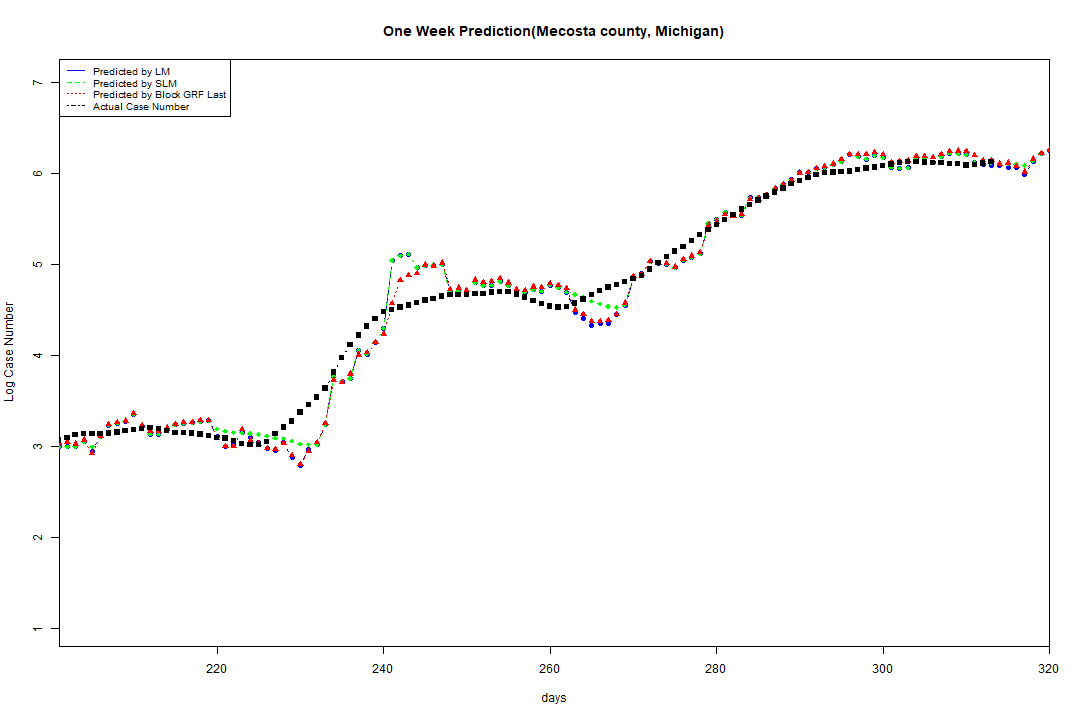 One Week Prediction(Mecosta county, Michigan)
Predicted by LM
Predicted by SLM
Predicted by Block GRF Last
Actual Case Number
7
6
5
4
3
2
1
Log Case Number
220 240 260 280 300 320
days